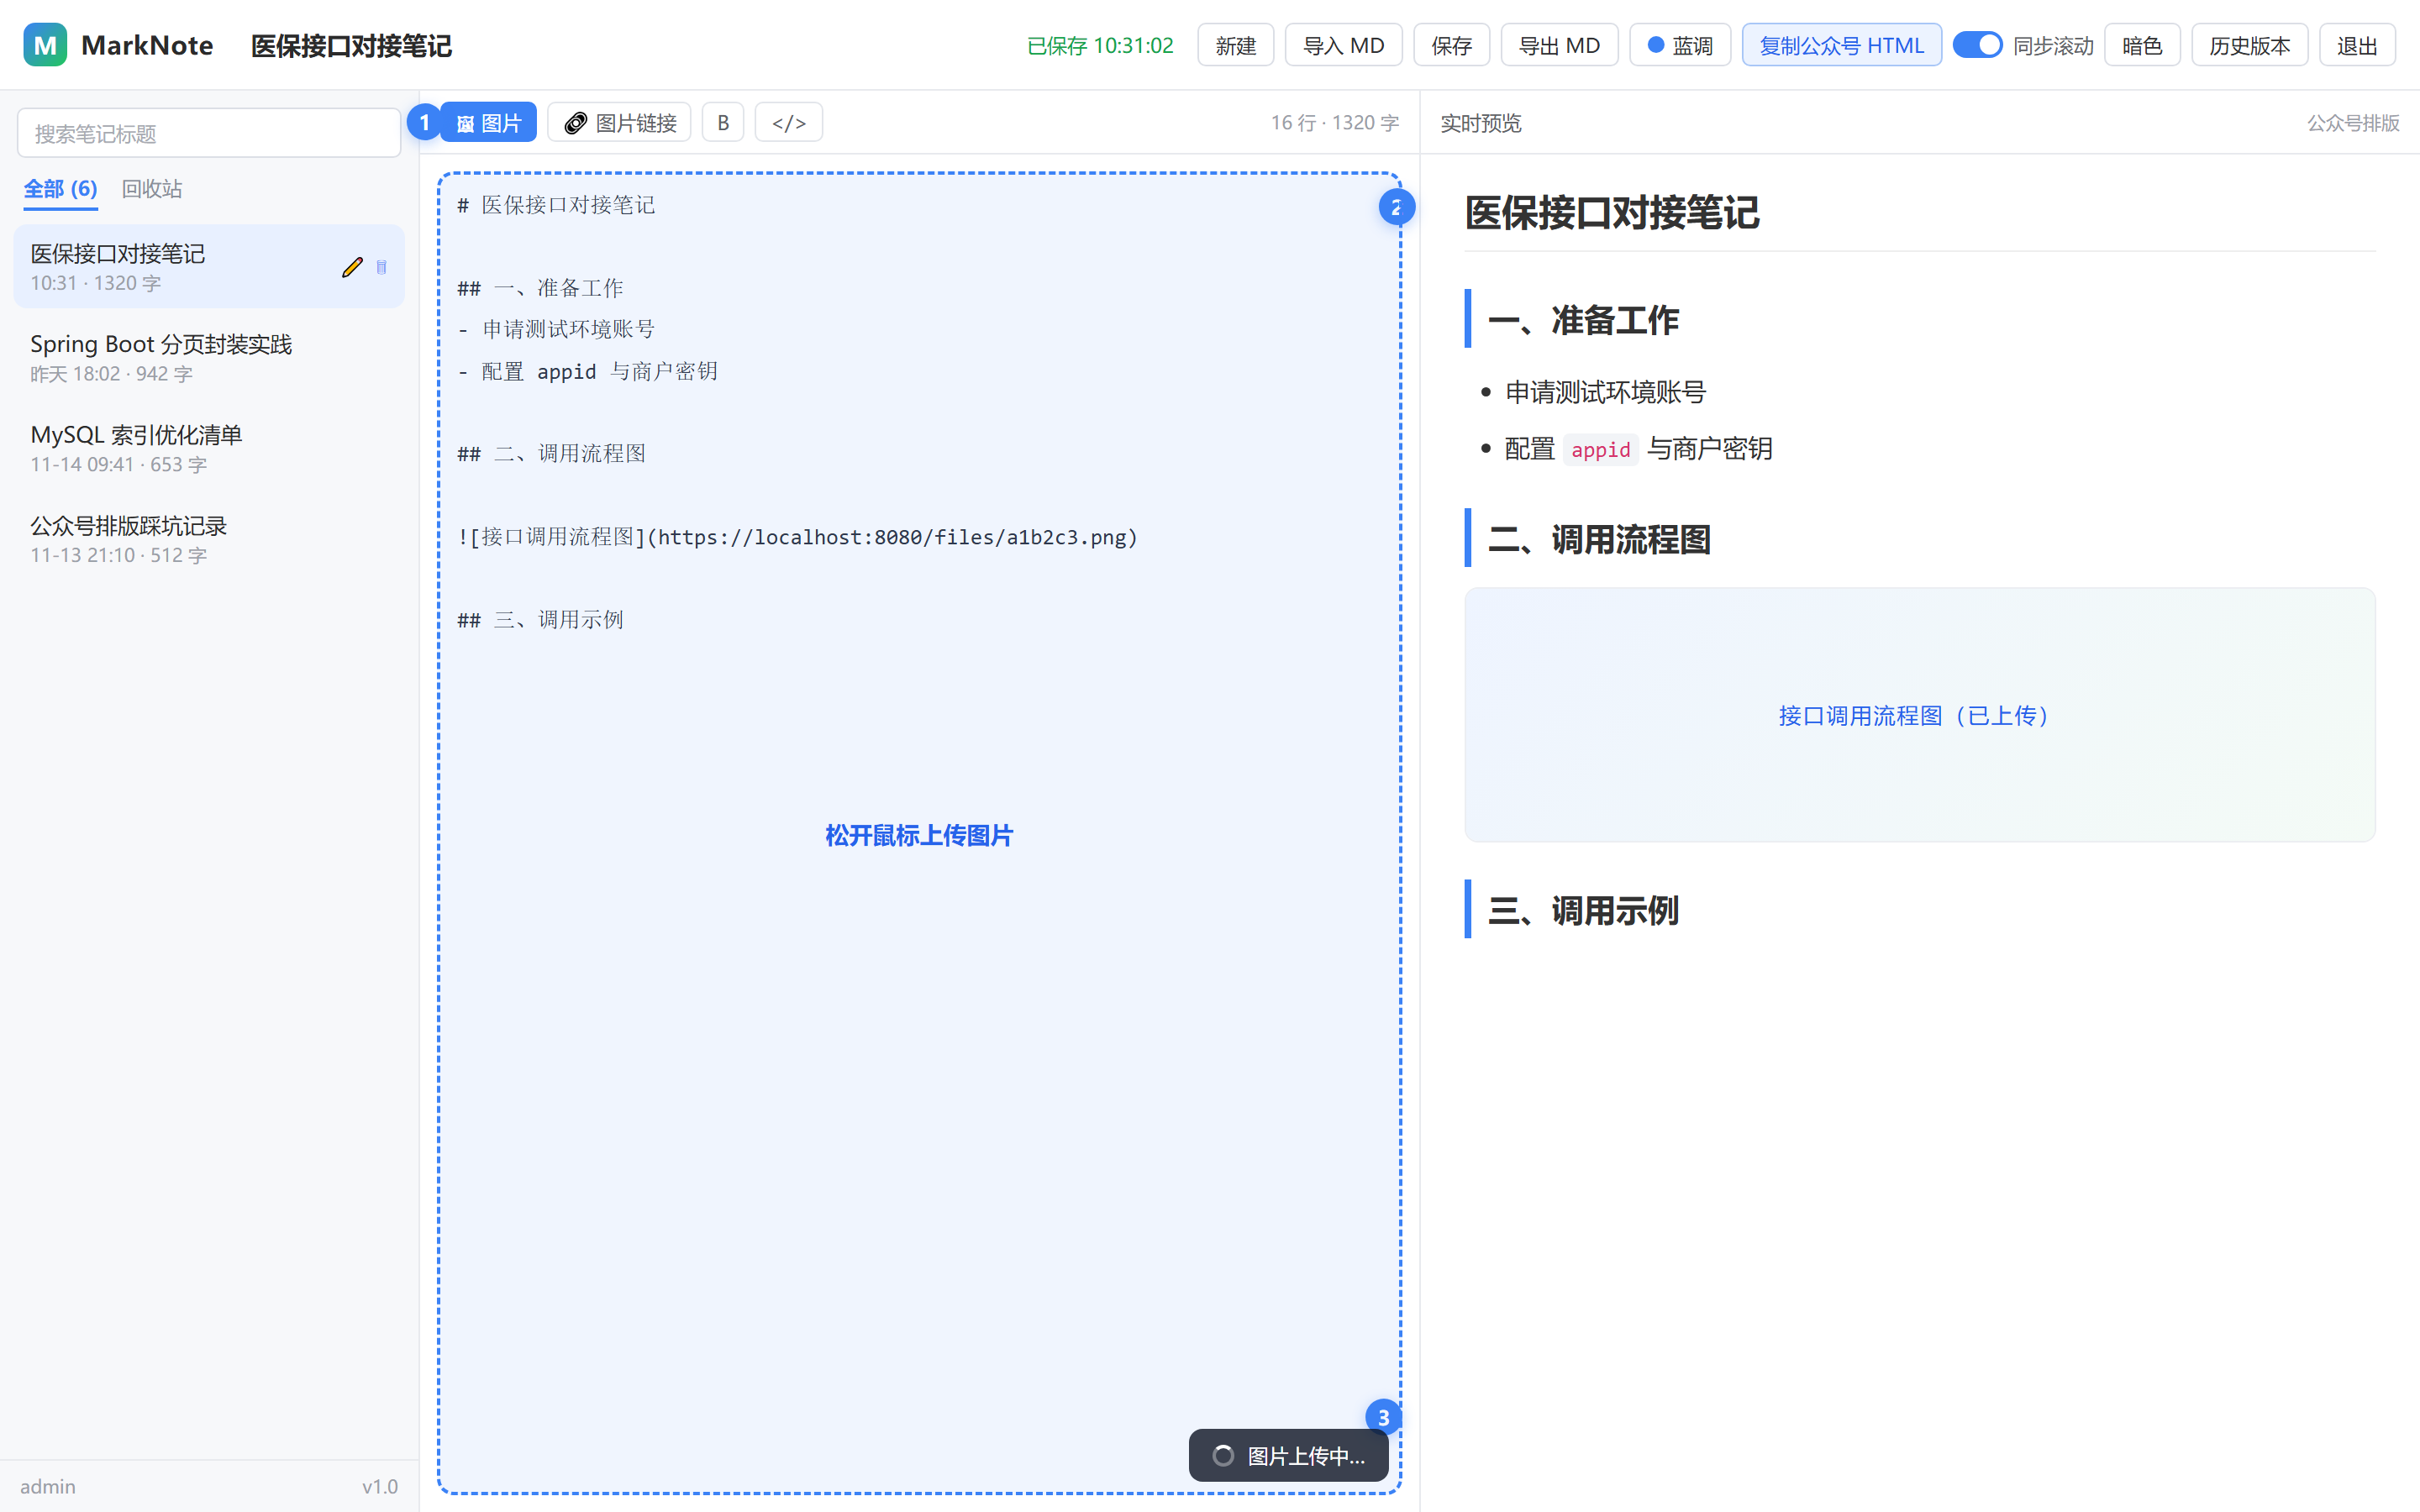 M MarkNote 医保接口对接笔记 已保存 10:31:02 新建 导入 MD 保存 导出 MD 蓝调 复制公众号 HTML 同步滚动 暗色 历史版本 退出
搜索笔记标题
全部 (6) 回收站
医保接口对接笔记
10:31 · 1320 字
Spring Boot 分页封装实践
昨天 18:02 · 942 字
MySQL 索引优化清单
11-14 09:41 · 653 字
公众号排版踩坑记录
11-13 21:10 · 512 字
admin v1.0
1 图片 图片链接 B </> 16 行 · 1320 字
2
# 医保接口对接笔记
## 一、准备工作
- 申请测试环境账号
- 配置 appid 与商户密钥
## 二、调用流程图
![接口调用流程图](https://localhost:8080/files/a1b2c3.png)
## 三、调用示例
松开鼠标上传图片
3
图片上传中...
实时预览 公众号排版
医保接口对接笔记
一、准备工作
• 申请测试环境账号
• 配置 appid 与商户密钥
二、调用流程图
接口调用流程图（已上传）
三、调用示例